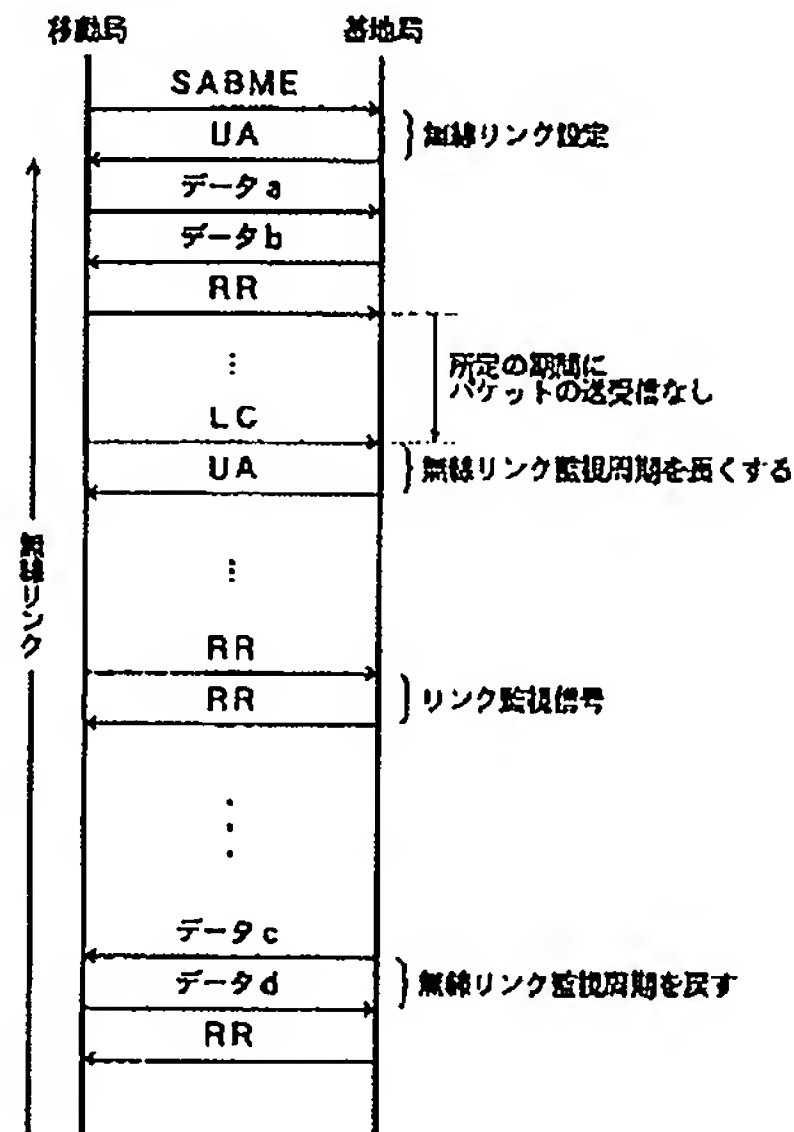 移動局 基地局
SABME
UA
無線リンク設定
データa
データb
RR
所定の期間に
パケットの送受信なし
LC
UA
無線リンク監視周期を長くする
無線リンク
RR
RR
リンク監視信号
データc
データd
無線リンク監視周期を戻す
RR